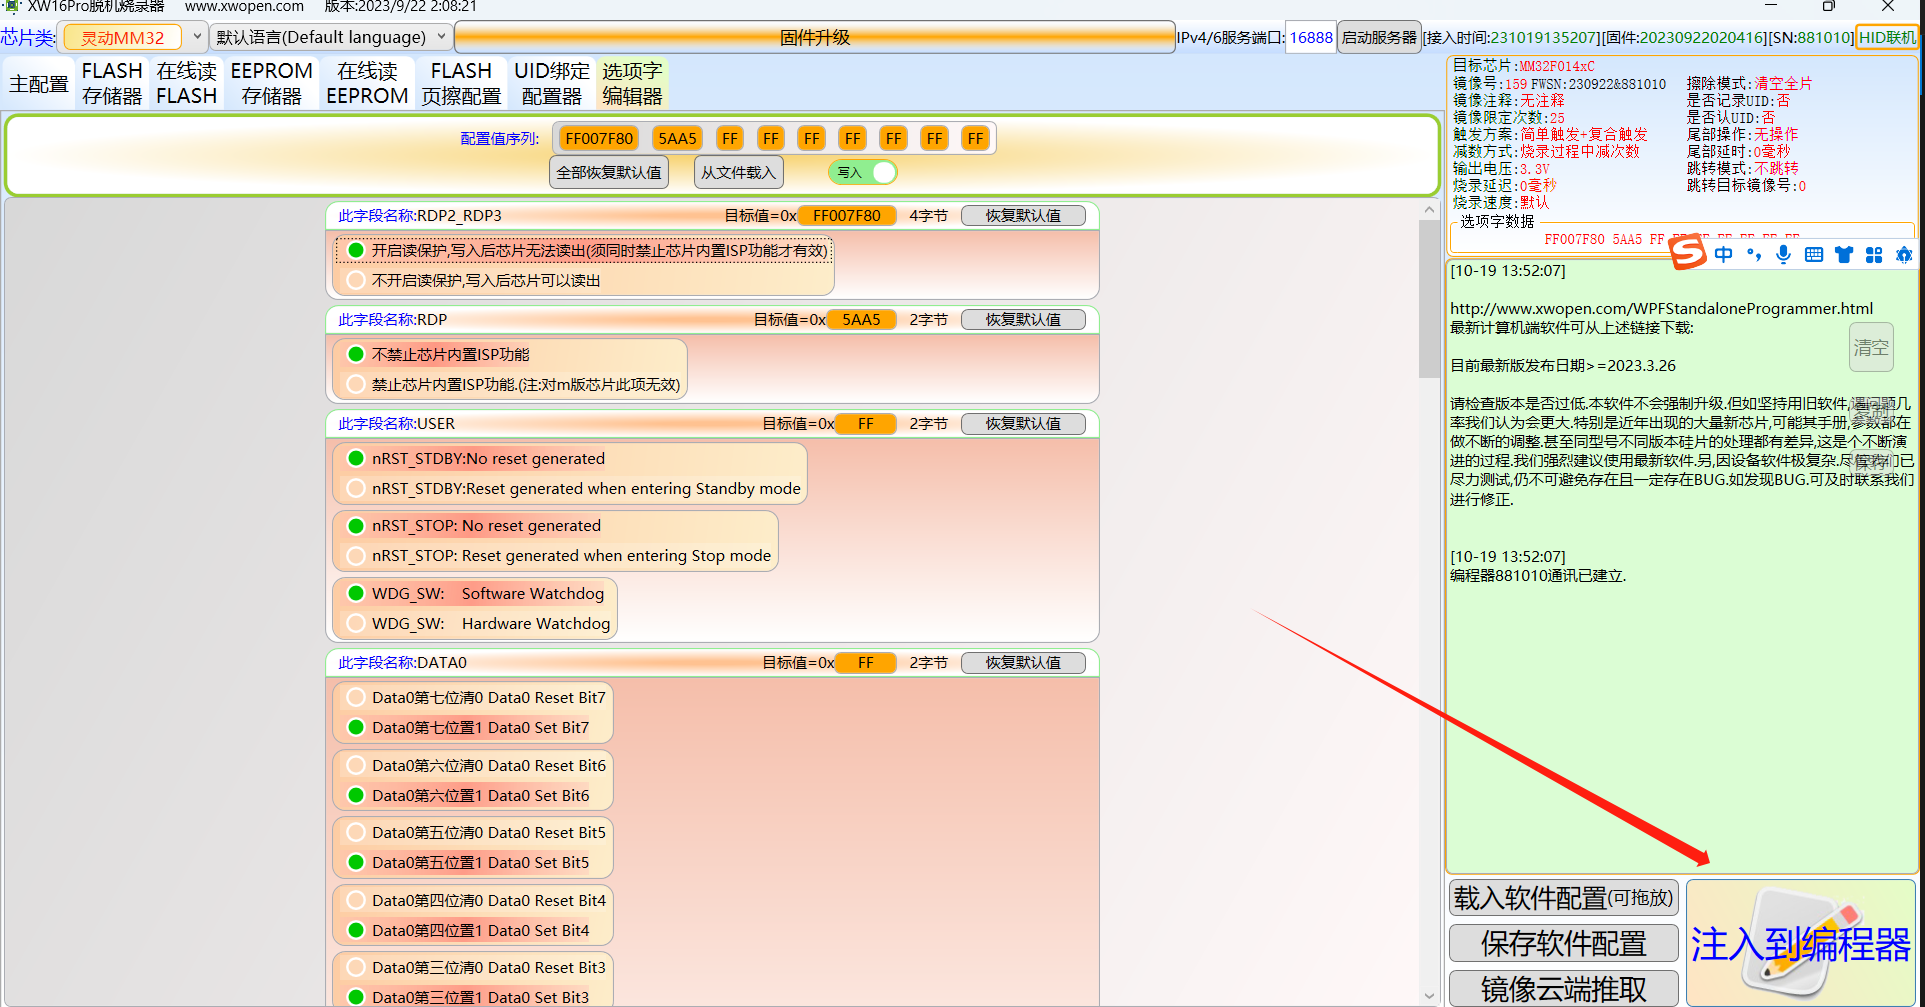 XW16Pro脱机烧录器 www.xwopen.com 版本:2023/9/22 2:08:21
芯片类: 灵动MM32 默认语言(Default language) 固件升级 IPv4/6服务端口: 16888 启动服务器 [接入时间:231019135207][固件:20230922020416][SN:881010] HID联机
主配置
FLASH
存储器
在线读
FLASH
EEPROM
存储器
在线读
EEPROM
FLASH
页擦配置
UID绑定
配置器
选项字
编辑器
配置值序列: FF007F80 5AA5 FF FF FF FF FF FF FF
全部恢复默认值 从文件载入 写入
此字段名称:RDP2_RDP3 目标值=0x FF007F80 4字节 恢复默认值
开启读保护,写入后芯片无法读出(须同时禁止芯片内置ISP功能才有效)
不开启读保护,写入后芯片可以读出
此字段名称:RDP 目标值=0x 5AA5 2字节 恢复默认值
不禁止芯片内置ISP功能
禁止芯片内置ISP功能.(注:对m版芯片此项无效)
此字段名称:USER 目标值=0x FF 2字节 恢复默认值
nRST_STDBY:No reset generated
nRST_STDBY:Reset generated when entering Standby mode
nRST_STOP: No reset generated
nRST_STOP: Reset generated when entering Stop mode
WDG_SW: Software Watchdog
WDG_SW: Hardware Watchdog
此字段名称:DATA0 目标值=0x FF 2字节 恢复默认值
Data0第七位清0 Data0 Reset Bit7
Data0第七位置1 Data0 Set Bit7
Data0第六位清0 Data0 Reset Bit6
Data0第六位置1 Data0 Set Bit6
Data0第五位清0 Data0 Reset Bit5
Data0第五位置1 Data0 Set Bit5
Data0第四位清0 Data0 Reset Bit4
Data0第四位置1 Data0 Set Bit4
Data0第三位清0 Data0 Reset Bit3
Data0第三位置1 Data0 Set Bit3
目标芯片:MM32F014xC
镜像号:159 FWSN:230922&881010 擦除模式:清空全片
镜像注释:无注释 是否记录UID:否
镜像限定次数:25 是否认UID:否
触发方案:简单触发+复合触发 尾部操作:无操作
减数方式:烧录过程中减次数 尾部延时:0毫秒
输出电压:3.3V 跳转模式:不跳转
烧录延迟:0毫秒 跳转目标镜像号:0
烧录速度:默认
选项字数据
FF007F80 5AA5 FF
中
[10-19 13:52:07]
http://www.xwopen.com/WPFStandaloneProgrammer.html
最新计算机端软件可从上述链接下载:
清空
目前最新版发布日期>=2023.3.26
请检查版本是否过低.本软件不会强制升级.但如坚持用旧软件,遇问题几
复制
率我们认为会更大.特别是近年出现的大量新芯片,可能其手册,参数都在
做不断的调整.甚至同型号不同版本硅片的处理都有差异,这是个不断演
进的过程.我们强烈建议使用最新软件.另,因设备软件极复杂.尽管我们已
保存
尽力测试,仍不可避免存在且一定存在BUG.如发现BUG.可及时联系我们
进行修正.
[10-19 13:52:07]
编程器881010通讯已建立.
载入软件配置(可拖放)
保存软件配置
镜像云端推取
注入到编程器